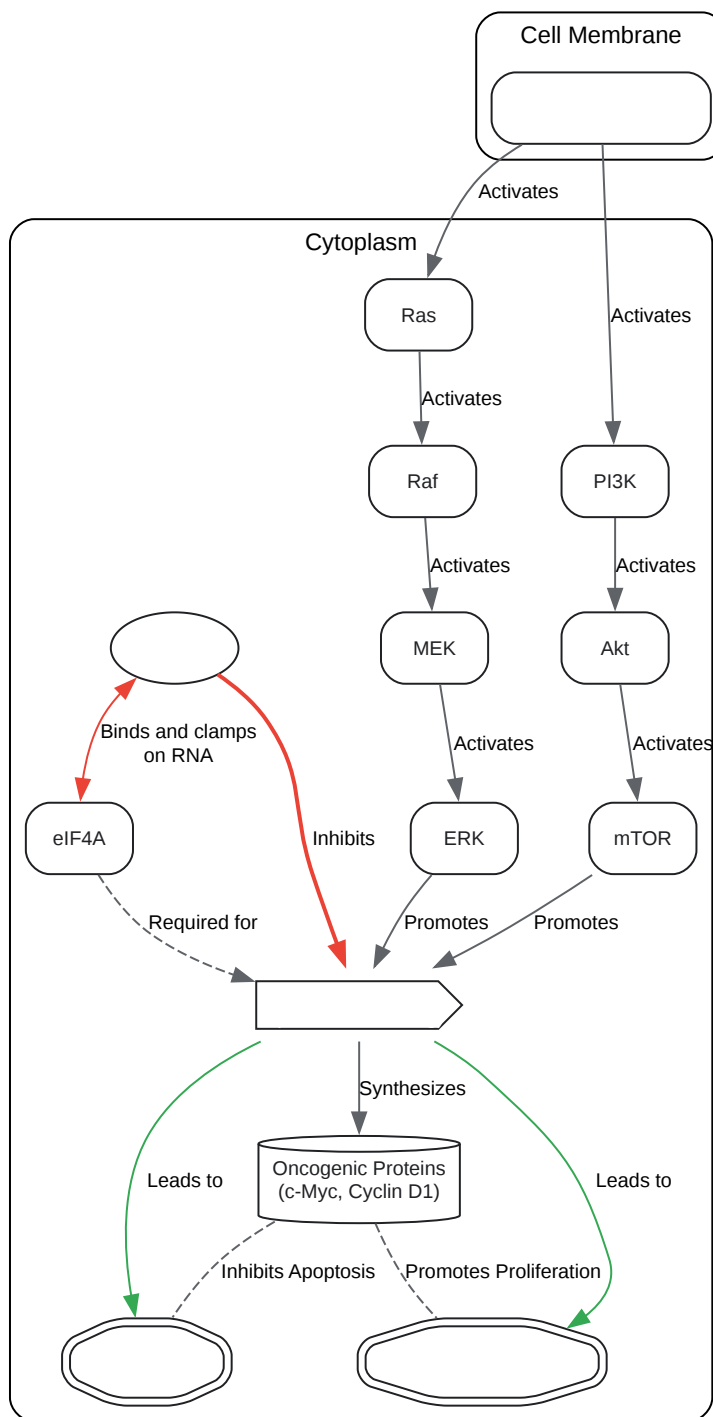 Cell Membrane
Activates
Cytoplasm
Ras
Activates
Activates
Raf
PI3K
Activates
Activates
MEK
Akt
Binds and clamps
on RNA
Activates
Activates
eIF4A
Inhibits
ERK
mTOR
Required for
Promotes
Promotes
Synthesizes
Oncogenic Proteins
(c-Myc, Cyclin D1)
Leads to
Leads to
Inhibits Apoptosis
Promotes Proliferation